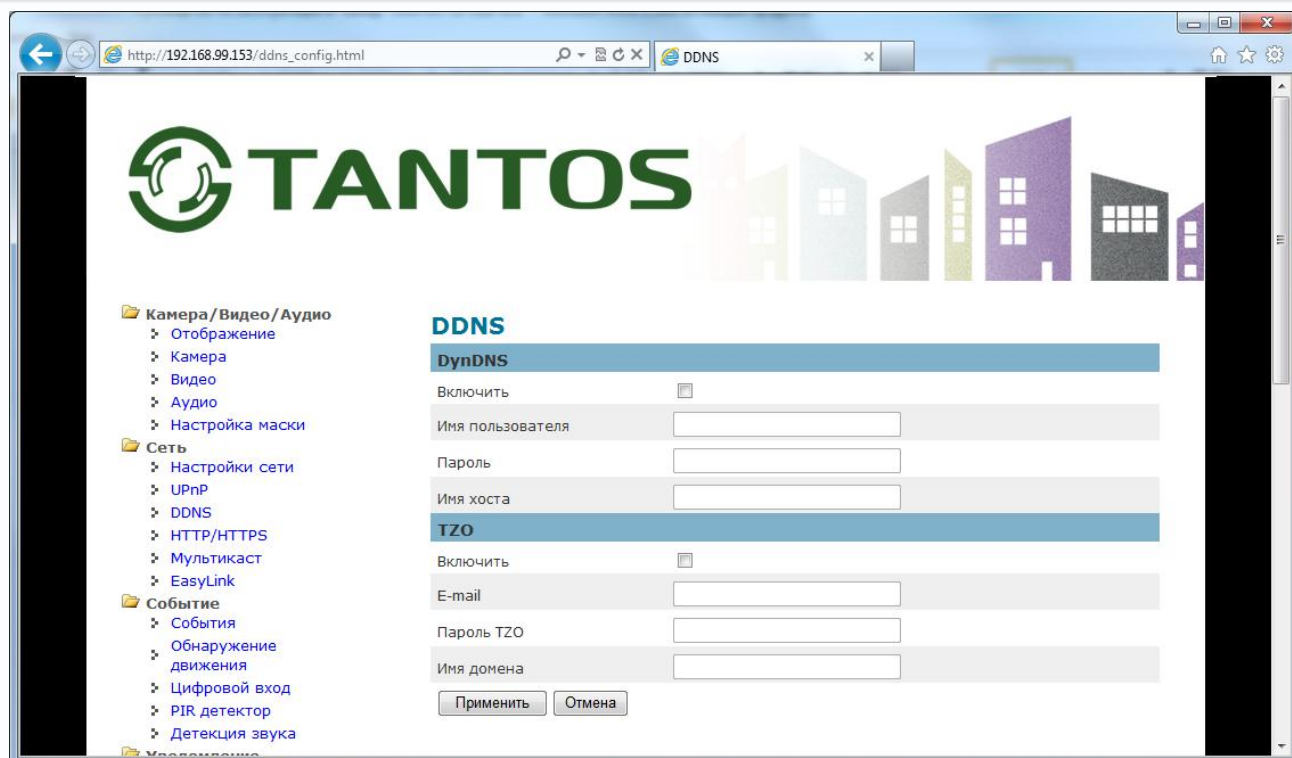 http://192.168.99.153/ddns_config.html
DDNS
TANTOS
Камера/Видео/Аудио
Отображение
Камера
Видео
Аудио
Настройка маски
Сеть
Настройки сети
UPnP
DDNS
HTTP/HTTPS
Мультикаст
EasyLink
Событие
События
Обнаружение
движения
Цифровой вход
PIR детектор
Детекция звука
Уведомление
DDNS
DynDNS
Включить
Имя пользователя
Пароль
Имя хоста
TZO
Включить
E-mail
Пароль TZO
Имя домена
Применить Отмена